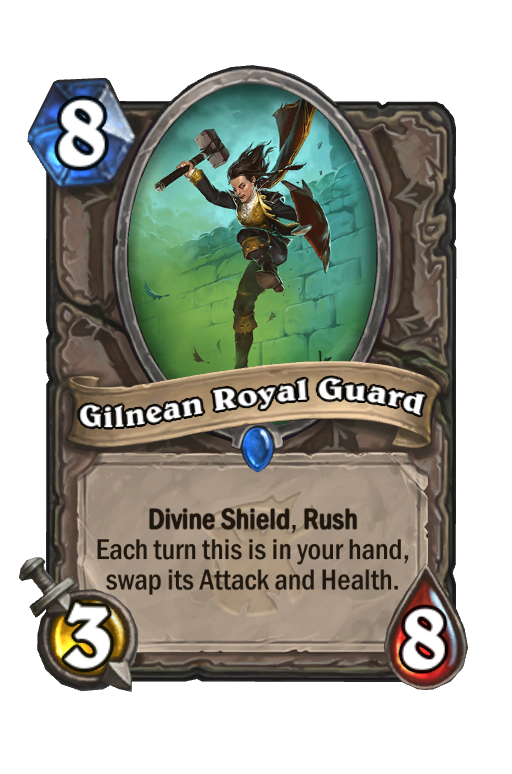 8
Gilnean Royal Guard
Divine Shield, Rush
Each turn this is in your hand,
swap its Attack and Health.
3
8